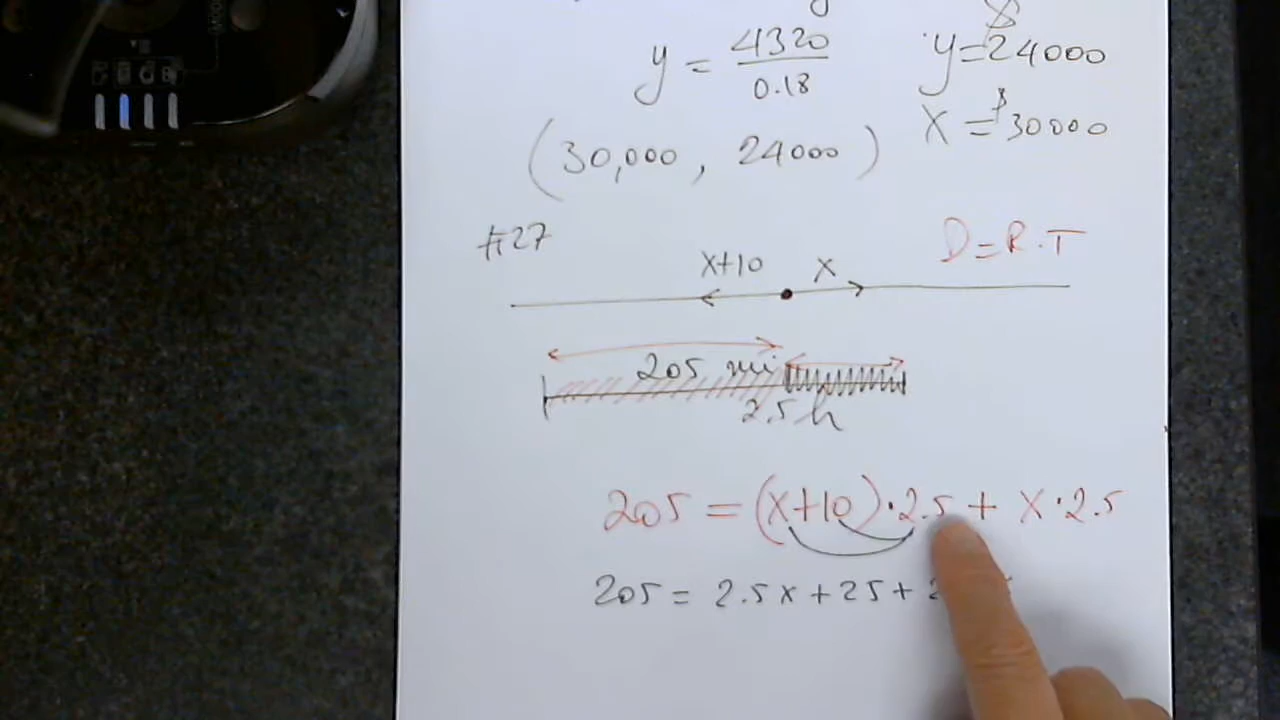 y = 4320 / 0.18
y = 24000
x = $30000
(30,000, 24000)
#27
D = R · T
x+10 x
205 mi
2.5 h
205 = (x+10) · 2.5 + x · 2.5
205 = 2.5x + 25 +